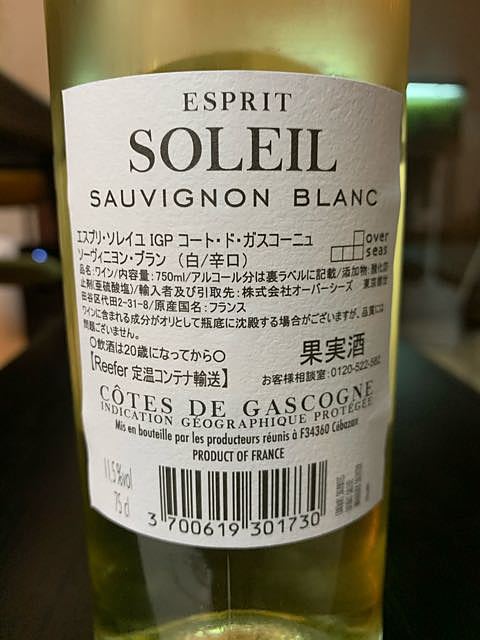 ESPRIT
SOLEIL
SAUVIGNON BLANC
エスプリ・ソレイユ IGP コート・ド・ガスコーニュ
ソーヴィニヨン・ブラン (白/辛口)
over
seas
品名:ワイン/内容量:750ml/アルコール分は裏ラベルに記載/添加物:酸化防
止剤(亜硫酸塩)/輸入者及び引取先:株式会社オーバーシーズ 東京都世
田谷区代田2-31-8/原産国名:フランス
ワインに含まれる成分がオリとして瓶底に沈殿する場合がございますが、品質には
問題ございません。
○飲酒は20歳になってから○
果実酒
【Reefer 定温コンテナ輸送】
お客様相談室:0120-522-582
CÔTES DE GASCOGNE
INDICATION GÉOGRAPHIQUE PROTÉGÉE
Mis en bouteille par les producteurs réunis à F34360 Cébazan
PRODUCT OF FRANCE
11,5%vol
75 cl
3 700619 301730